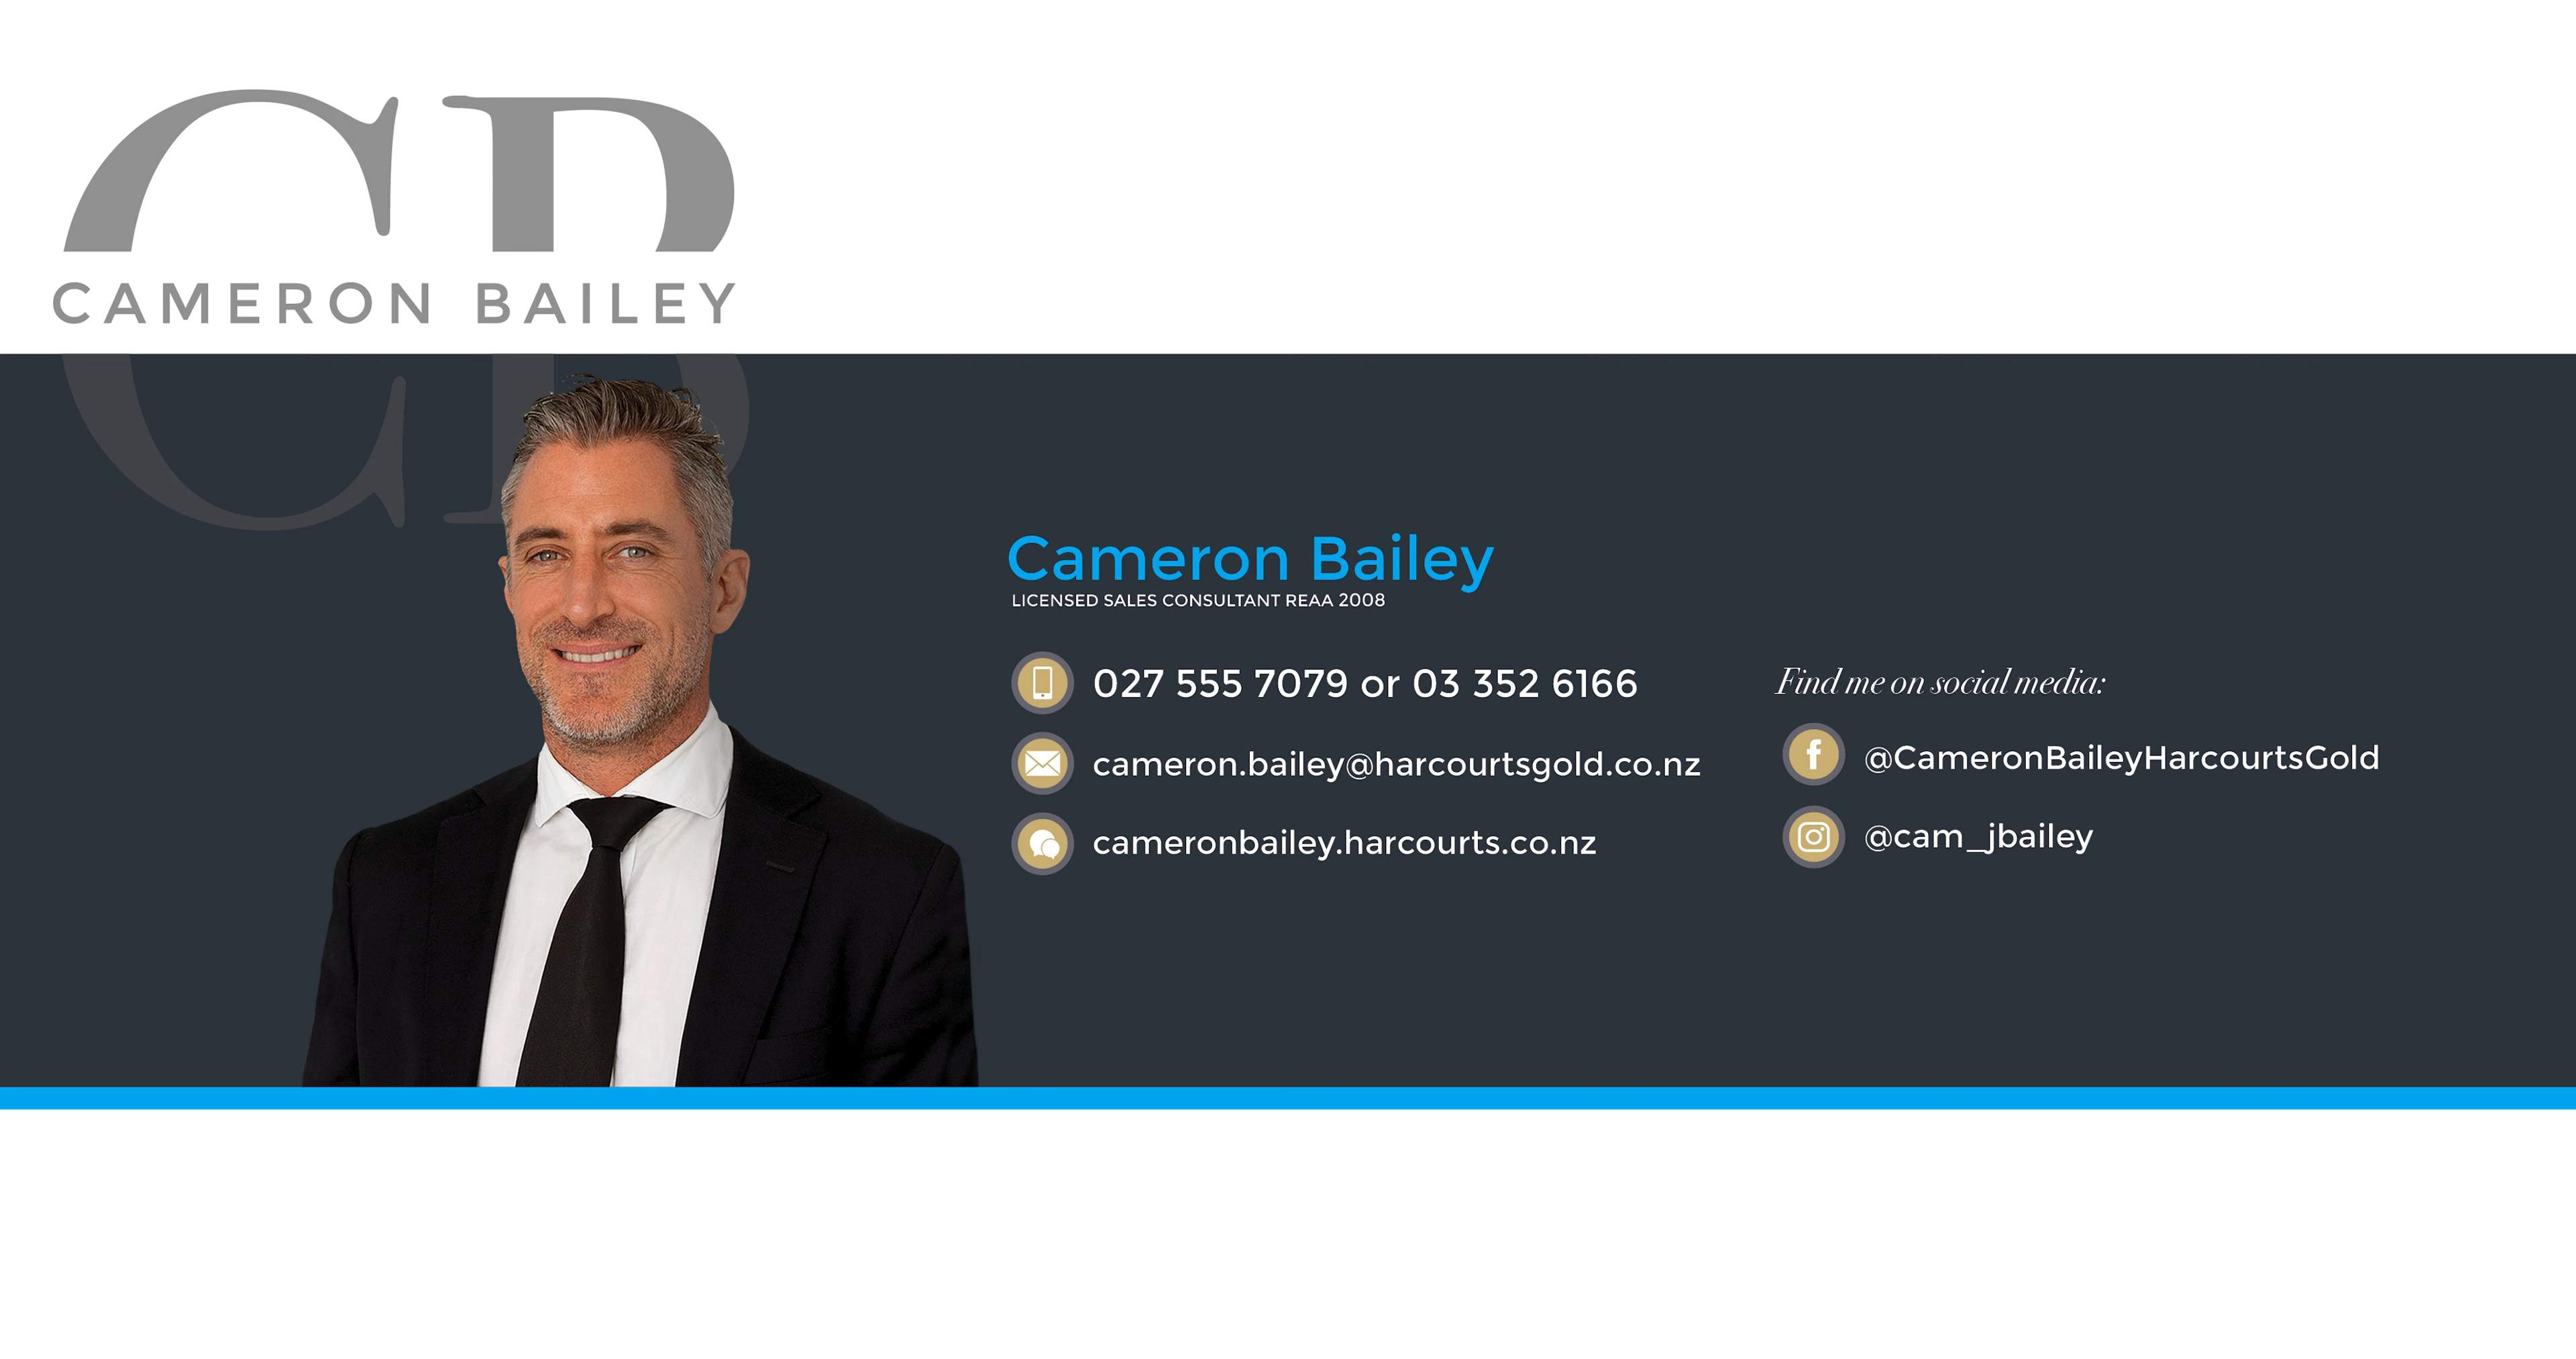 CB
CAMERON BAILEY
Cameron Bailey
LICENSED SALES CONSULTANT REAA 2008
027 555 7079 or 03 352 6166
cameron.bailey@harcourtsgold.co.nz
cameronbailey.harcourts.co.nz
Find me on social media:
@CameronBaileyHarcourtsGold
@cam_jbailey